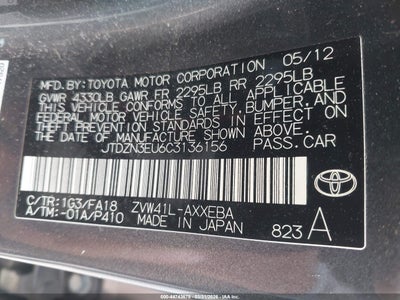 MFD.BY:TOYOTA MOTOR CORPORATION 05/12
GVWR 4330LB GAWR FR 2295LB RR 2295LB
THIS VEHICLE CONFORMS TO ALL APPLICABLE
FEDERAL MOTOR VEHICLE SAFETY,BUMPER,AND
THEFT PREVENTION STANDARDS IN EFFECT ON
THE DATE OF MANUFACTURE SHOWN ABOVE.
JTDZN3EU6C3136156 PASS.CAR
C/TR:1G3/FA18 ZVW41L-AXXEBA
A/TM:-01A/P410 MADE IN JAPAN 823 A